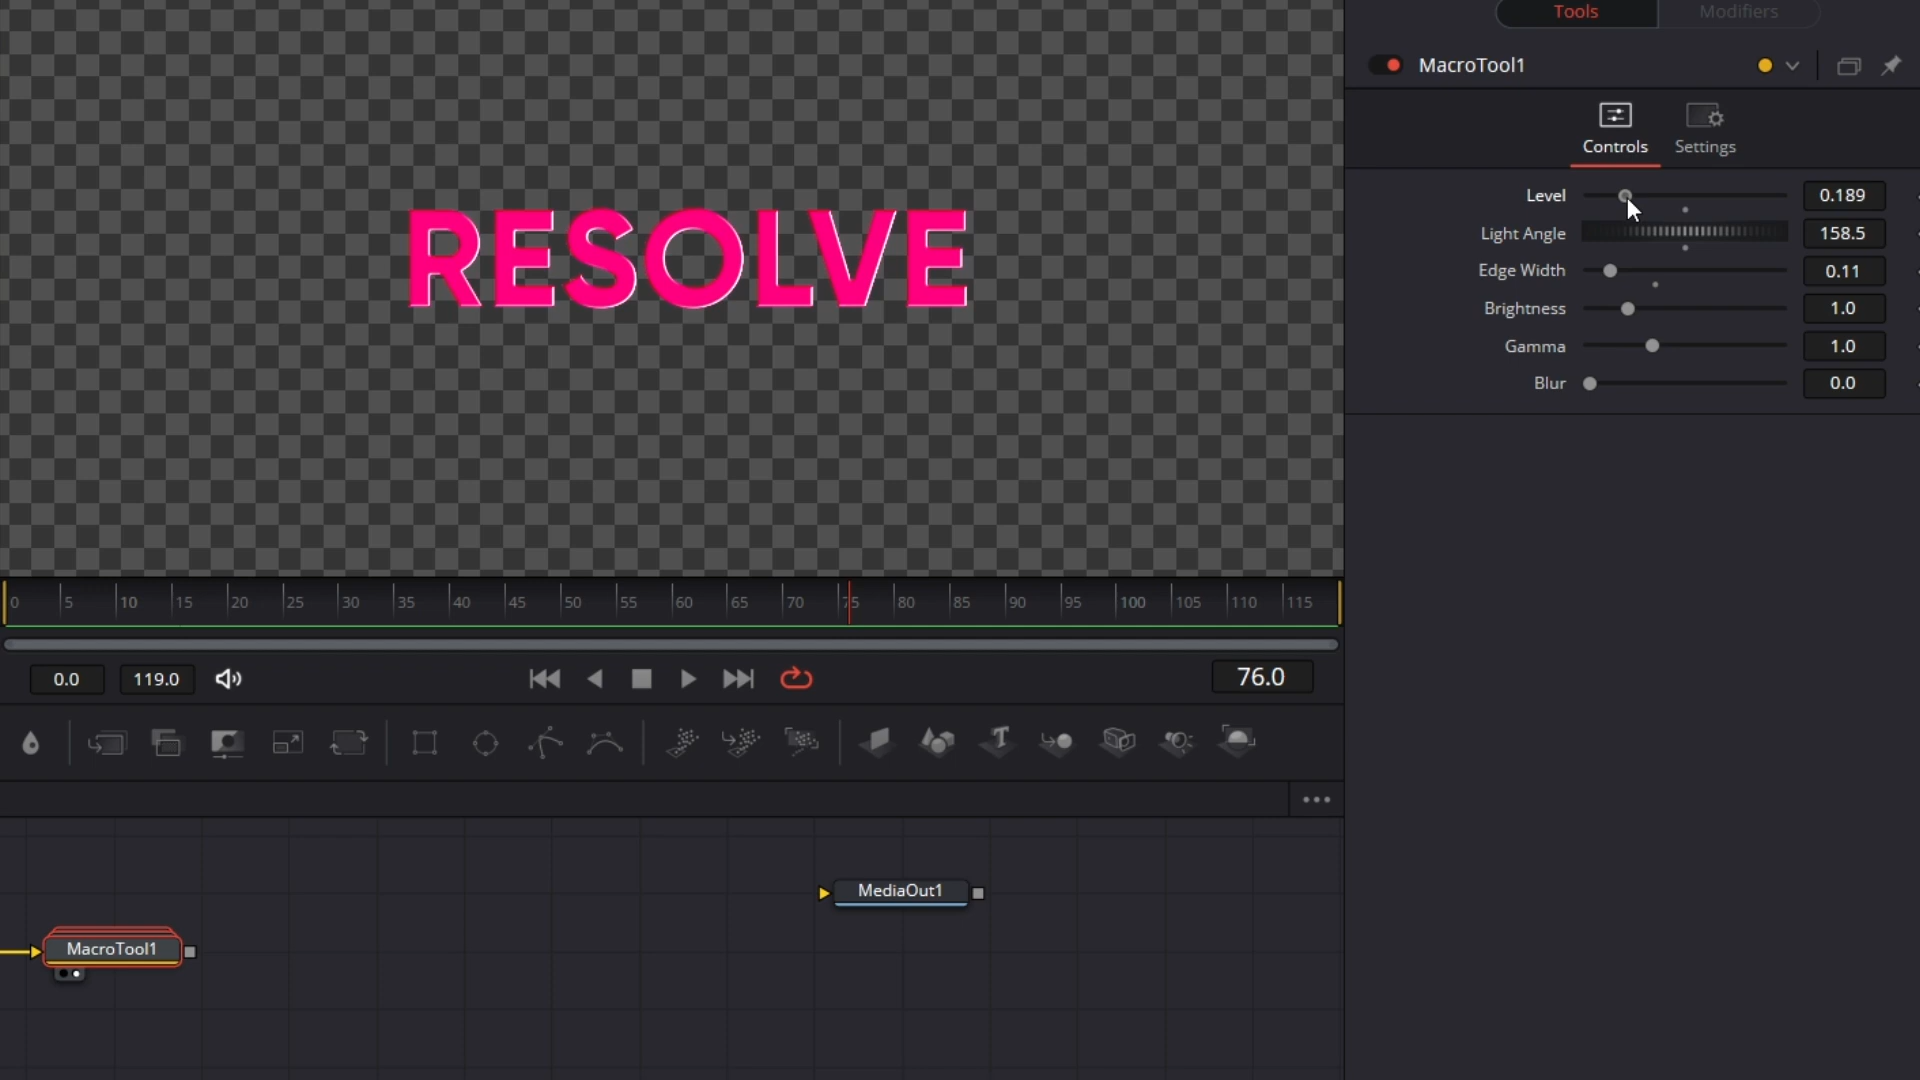 Tools Modifiers
MacroTool1
Controls Settings
Level 0.189
Light Angle 158.5
Edge Width 0.11
Brightness 1.0
Gamma 1.0
Blur 0.0
RESOLVE
0 5 10 15 20 25 30 35 40 45 50 55 60 65 70 75 80 85 90 95 100 105 110 115
0.0 119.0 76.0
MediaOut1
MacroTool1